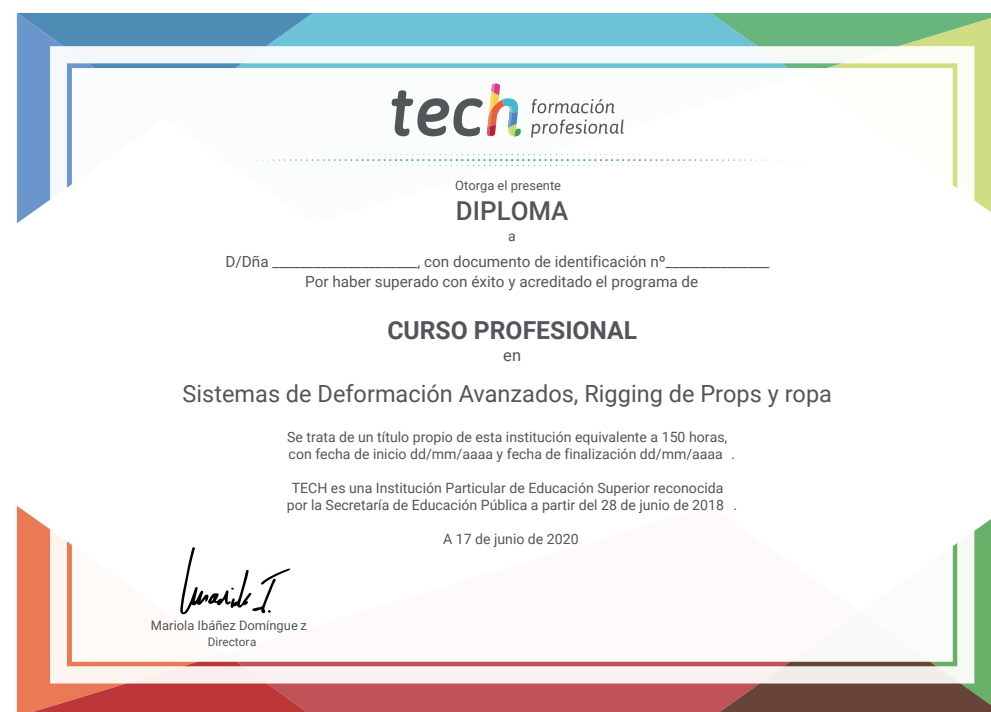 tech formación
profesional
Otorga el presente
DIPLOMA
a
D/Dña _____________________, con documento de identificación nº_______________
Por haber superado con éxito y acreditado el programa de
CURSO PROFESIONAL
en
Sistemas de Deformación Avanzados, Rigging de Props y ropa
Se trata de un título propio de esta institución equivalente a 150 horas,
con fecha de inicio dd/mm/aaaa y fecha de finalización dd/mm/aaaa .
TECH es una Institución Particular de Educación Superior reconocida
por la Secretaría de Educación Pública a partir del 28 de junio de 2018 .
A 17 de junio de 2020
Mariola Ibáñez Domíngue z
Directora